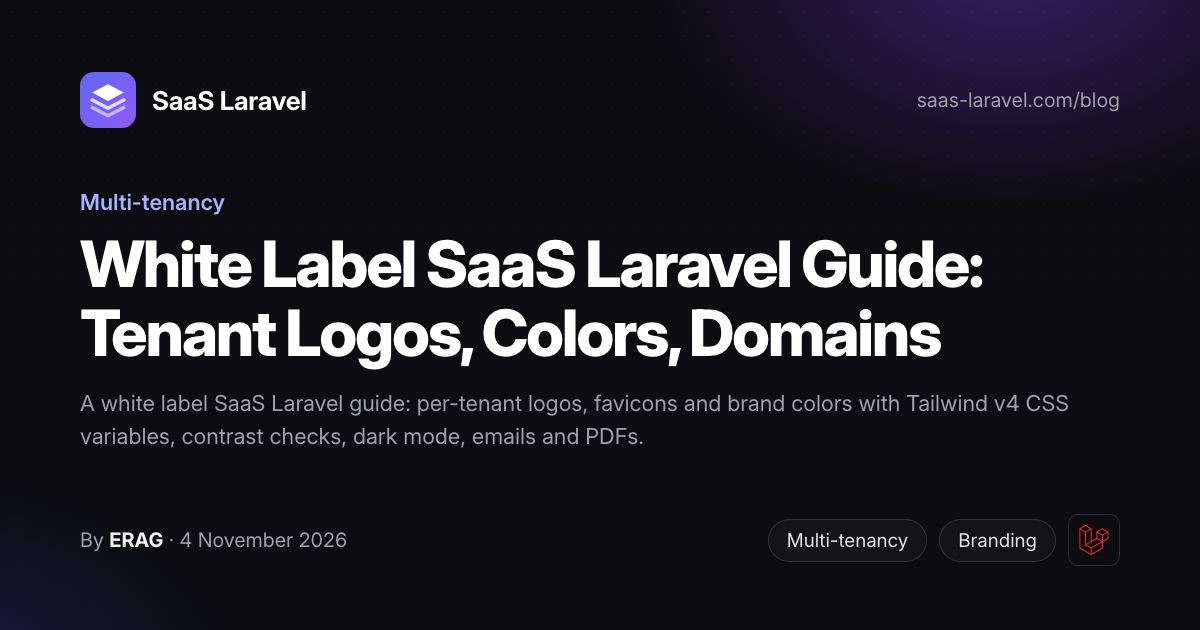 SaaS Laravel
saas-laravel.com/blog
Multi-tenancy
White Label SaaS Laravel Guide:
Tenant Logos, Colors, Domains
A white label SaaS Laravel guide: per-tenant logos, favicons and brand colors with Tailwind v4 CSS
variables, contrast checks, dark mode, emails and PDFs.
By ERAG · 4 November 2026
Multi-tenancy
Branding